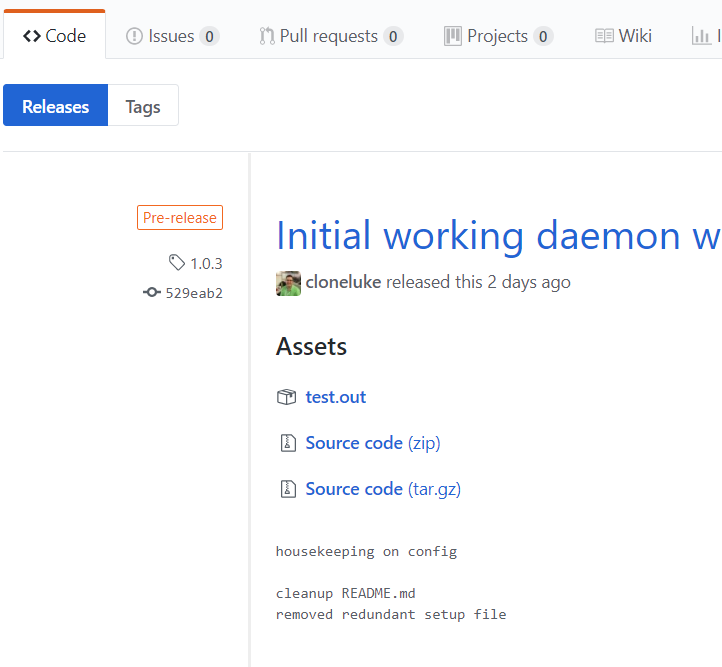 Code Issues 0 Pull requests 0 Projects 0 Wiki
Releases Tags
Pre-release
1.0.3
529eab2
Initial working daemon w
cloneluke released this 2 days ago
Assets
test.out
Source code (zip)
Source code (tar.gz)
housekeeping on config
cleanup README.md
removed redundant setup file